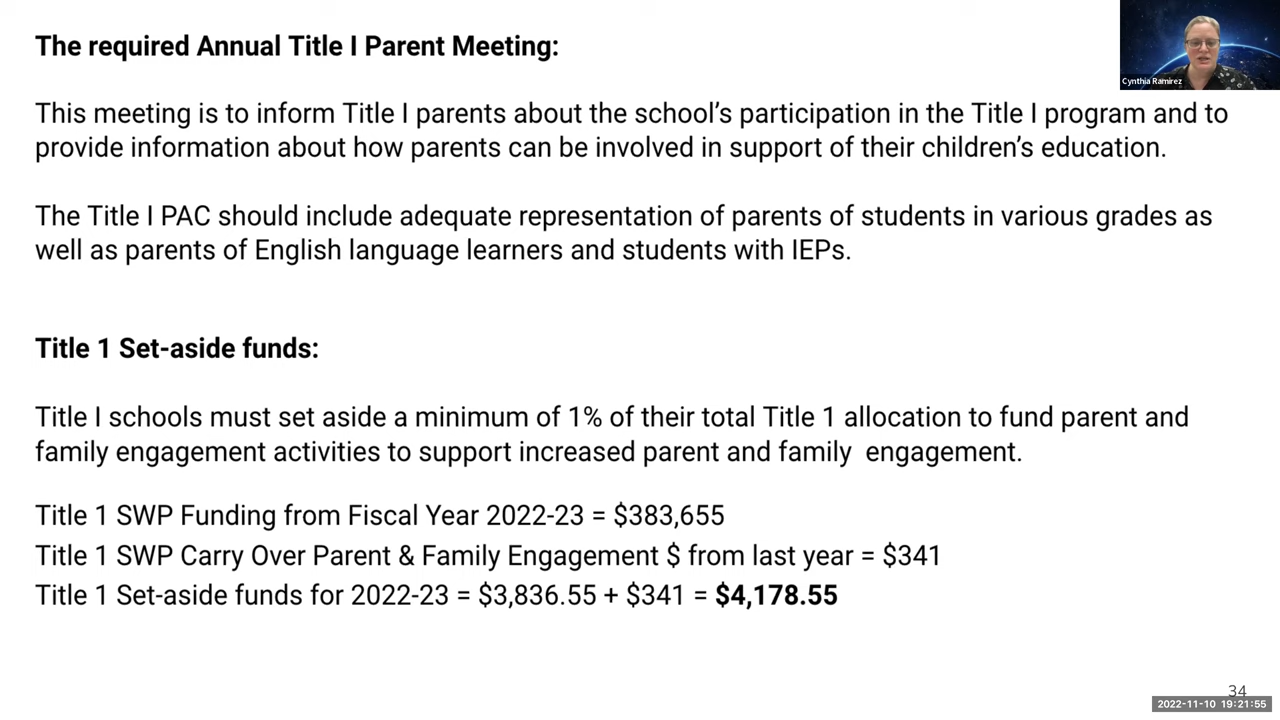 The required Annual Title I Parent Meeting:
Cynthia Ramirez
This meeting is to inform Title I parents about the school's participation in the Title I program and to
provide information about how parents can be involved in support of their children's education.
The Title I PAC should include adequate representation of parents of students in various grades as
well as parents of English language learners and students with IEPs.
Title 1 Set-aside funds:
Title I schools must set aside a minimum of 1% of their total Title 1 allocation to fund parent and
family engagement activities to support increased parent and family  engagement.
Title 1 SWP Funding from Fiscal Year 2022-23 = $383,655
Title 1 SWP Carry Over Parent & Family Engagement $ from last year = $341
Title 1 Set-aside funds for 2022-23 = $3,836.55 + $341 = $4,178.55
34
2022-11-10 19:21:55